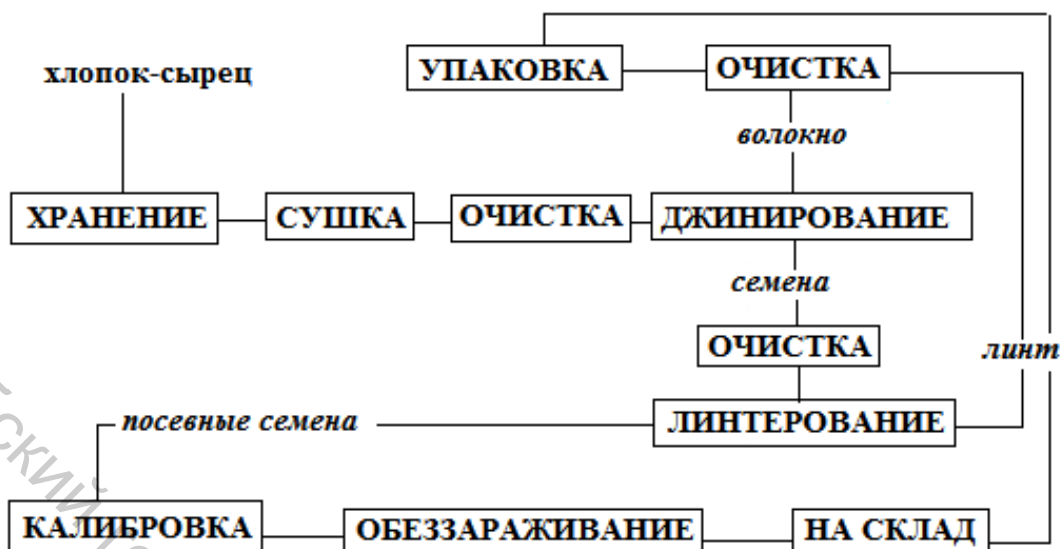 УПАКОВКА
ОЧИСТКА
хлопок-сырец
волокно
ХРАНЕНИЕ
СУШКА
ОЧИСТКА
ДЖИНИРОВАНИЕ
семена
ОЧИСТКА
линт
посевные семена
ЛИНТЕРОВАНИЕ
КАЛИБРОВКА
ОБЕЗЗАРАЖИВАНИЕ
НА СКЛАД